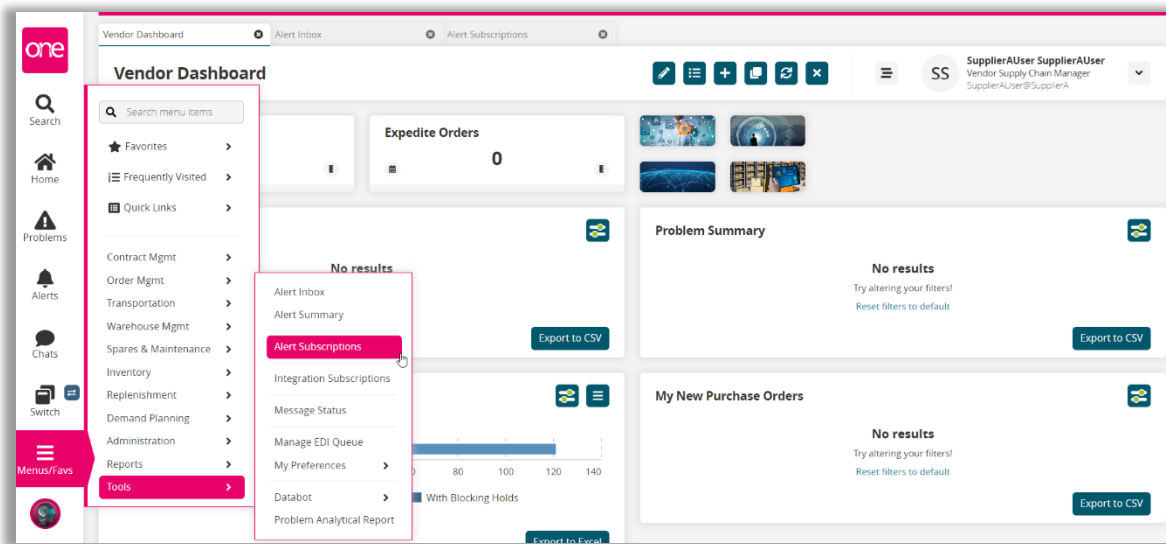 one
Search
Home
Problems
Alerts
Chats
Switch
Menus/Favs
Vendor Dashboard
Alert Inbox
Alert Subscriptions
Vendor Dashboard
SS
SupplierAUser SupplierAUser
Vendor Supply Chain Manager
SupplierAUser@SupplierA
Search menu items
Favorites
Frequently Visited
Quick Links
Contract Mgmt
Order Mgmt
Transportation
Warehouse Mgmt
Spares & Maintenance
Inventory
Replenishment
Demand Planning
Administration
Reports
Tools
Alert Inbox
Alert Summary
Alert Subscriptions
Integration Subscriptions
Message Status
Manage EDI Queue
My Preferences
Databot
Problem Analytical Report
Expedite Orders
0
No results
Export to CSV
Problem Summary
No results
Try altering your filters!
Reset filters to default
Export to CSV
80 100 120 140
With Blocking Holds
Export to Excel
My New Purchase Orders
No results
Try altering your filters!
Reset filters to default
Export to CSV